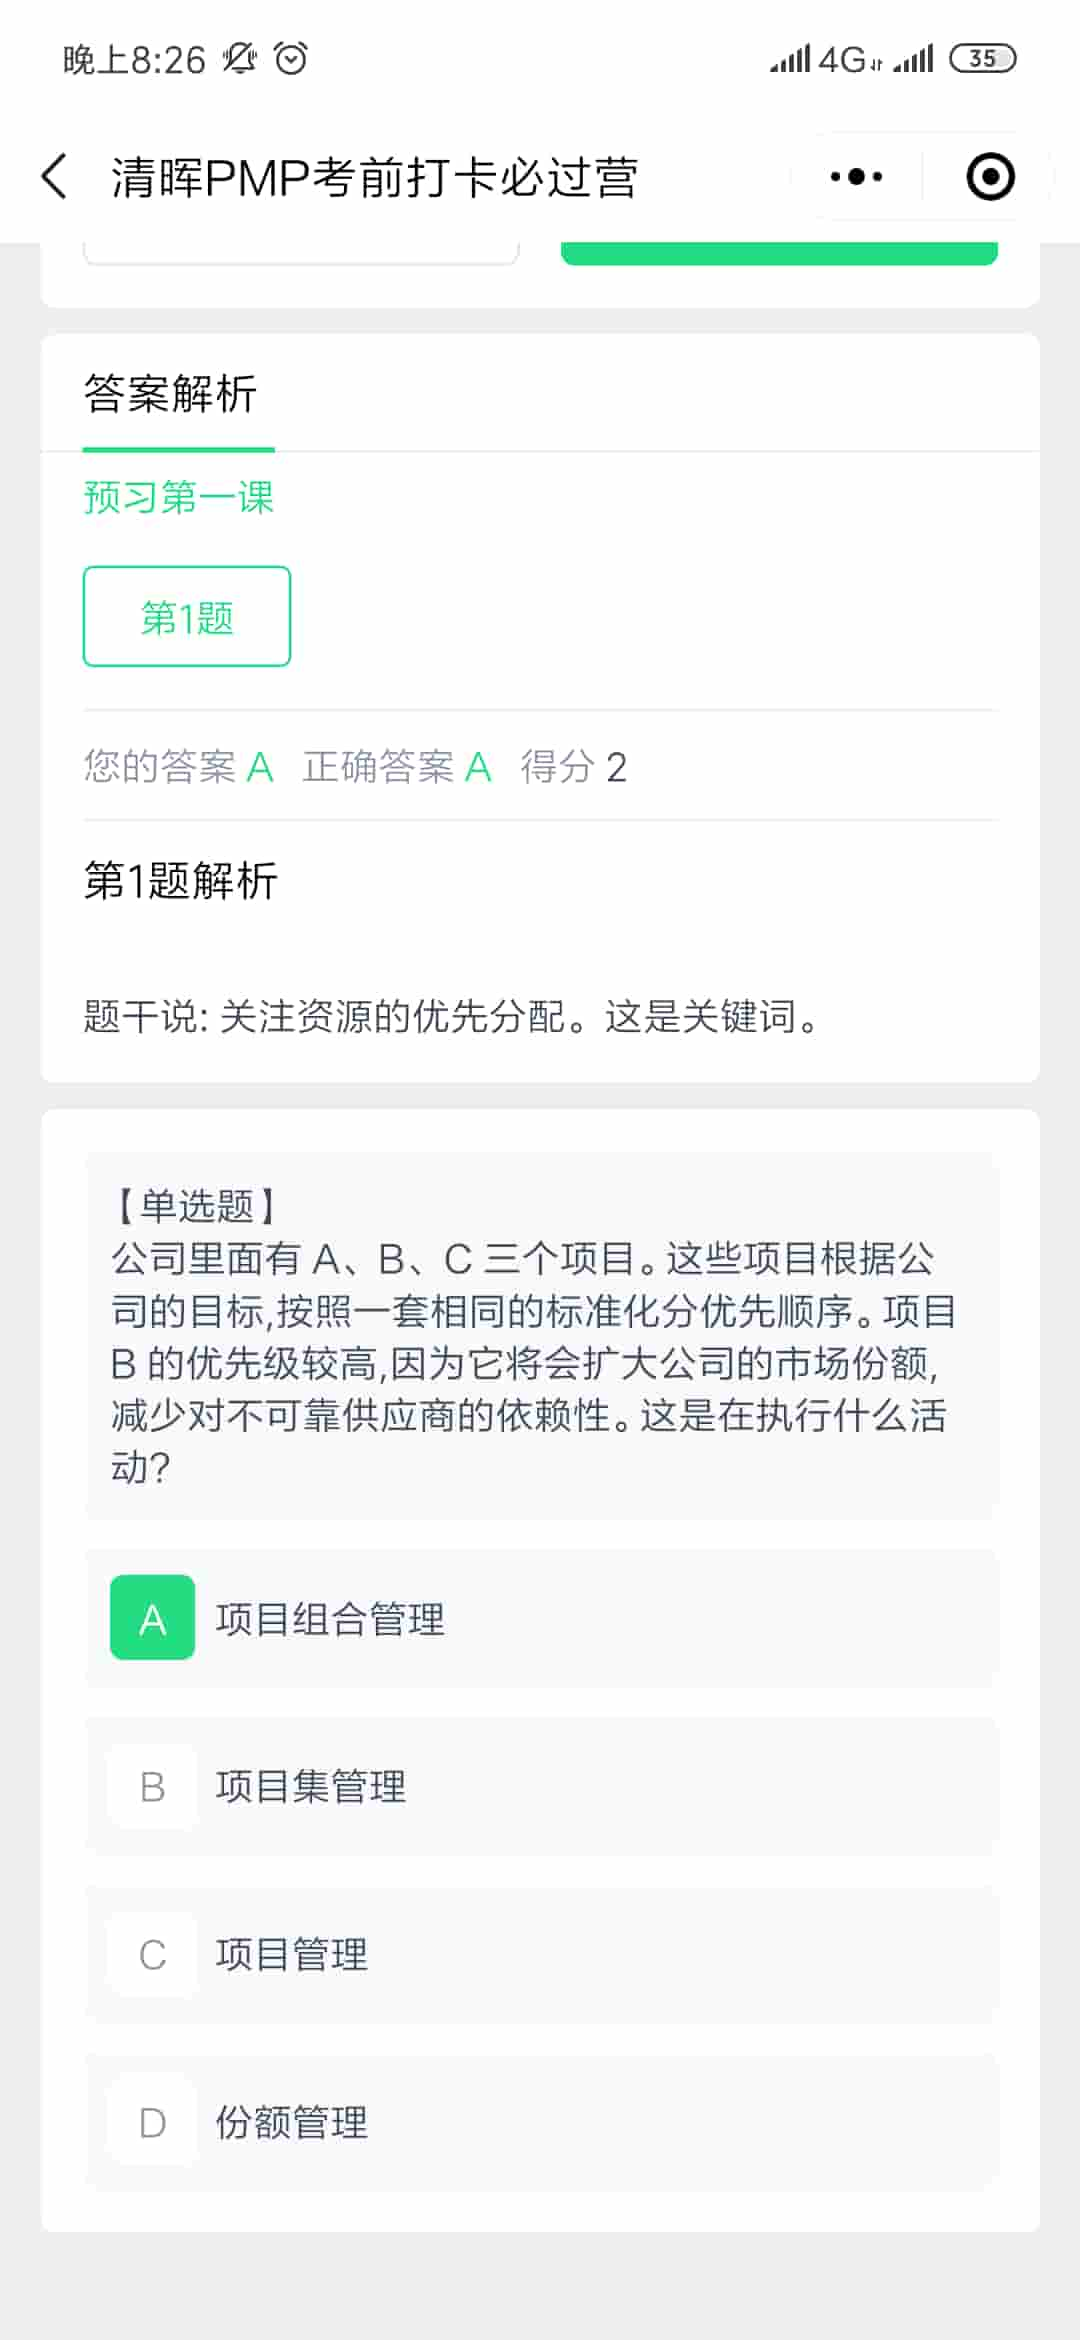 晚上8:26
4G
35
清晖PMP考前打卡必过营
答案解析
预习第一课
第1题
您的答案 A 正确答案 A 得分 2
第1题解析
题干说: 关注资源的优先分配。这是关键词。
【单选题】
公司里面有 A、B、C 三个项目。这些项目根据公
司的目标,按照一套相同的标准化分优先顺序。项目
B 的优先级较高,因为它将会扩大公司的市场份额,
减少对不可靠供应商的依赖性。这是在执行什么活
动?
A 项目组合管理
B 项目集管理
C 项目管理
D 份额管理